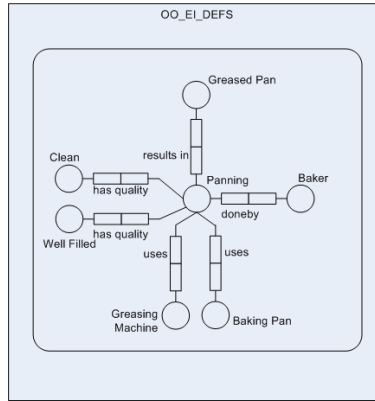 OO_EI_DEFS
Greased Pan
results in
Clean
has quality
Panning
Baker
doneby
Well Filled
has quality
uses
uses
Greasing
Machine
Baking Pan